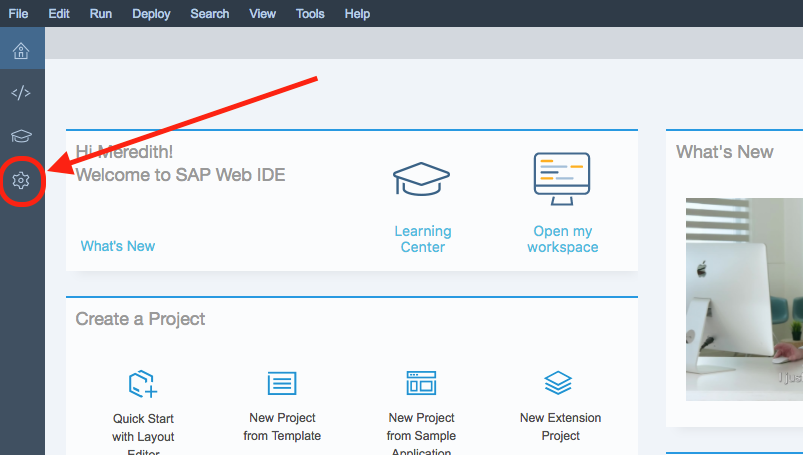 File Edit Run Deploy Search View Tools Help
Hi Meredith!
Welcome to SAP Web IDE
What's New
Learning
Center
Open my
workspace
What's New
I jus
Create a Project
Quick Start
with Layout
Editor
New Project
from Template
New Project
from Sample
Application
New Extension
Project